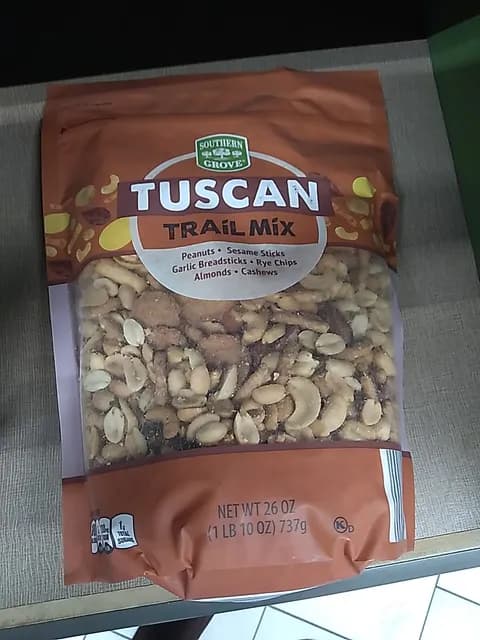 SOUTHERN
GROVE
TUSCAN
TRAIL MIX
Peanuts • Sesame Sticks
Garlic Breadsticks • Rye Chips
Almonds • Cashews
NET WT 26 OZ
(1 LB 10 OZ) 737g
K D